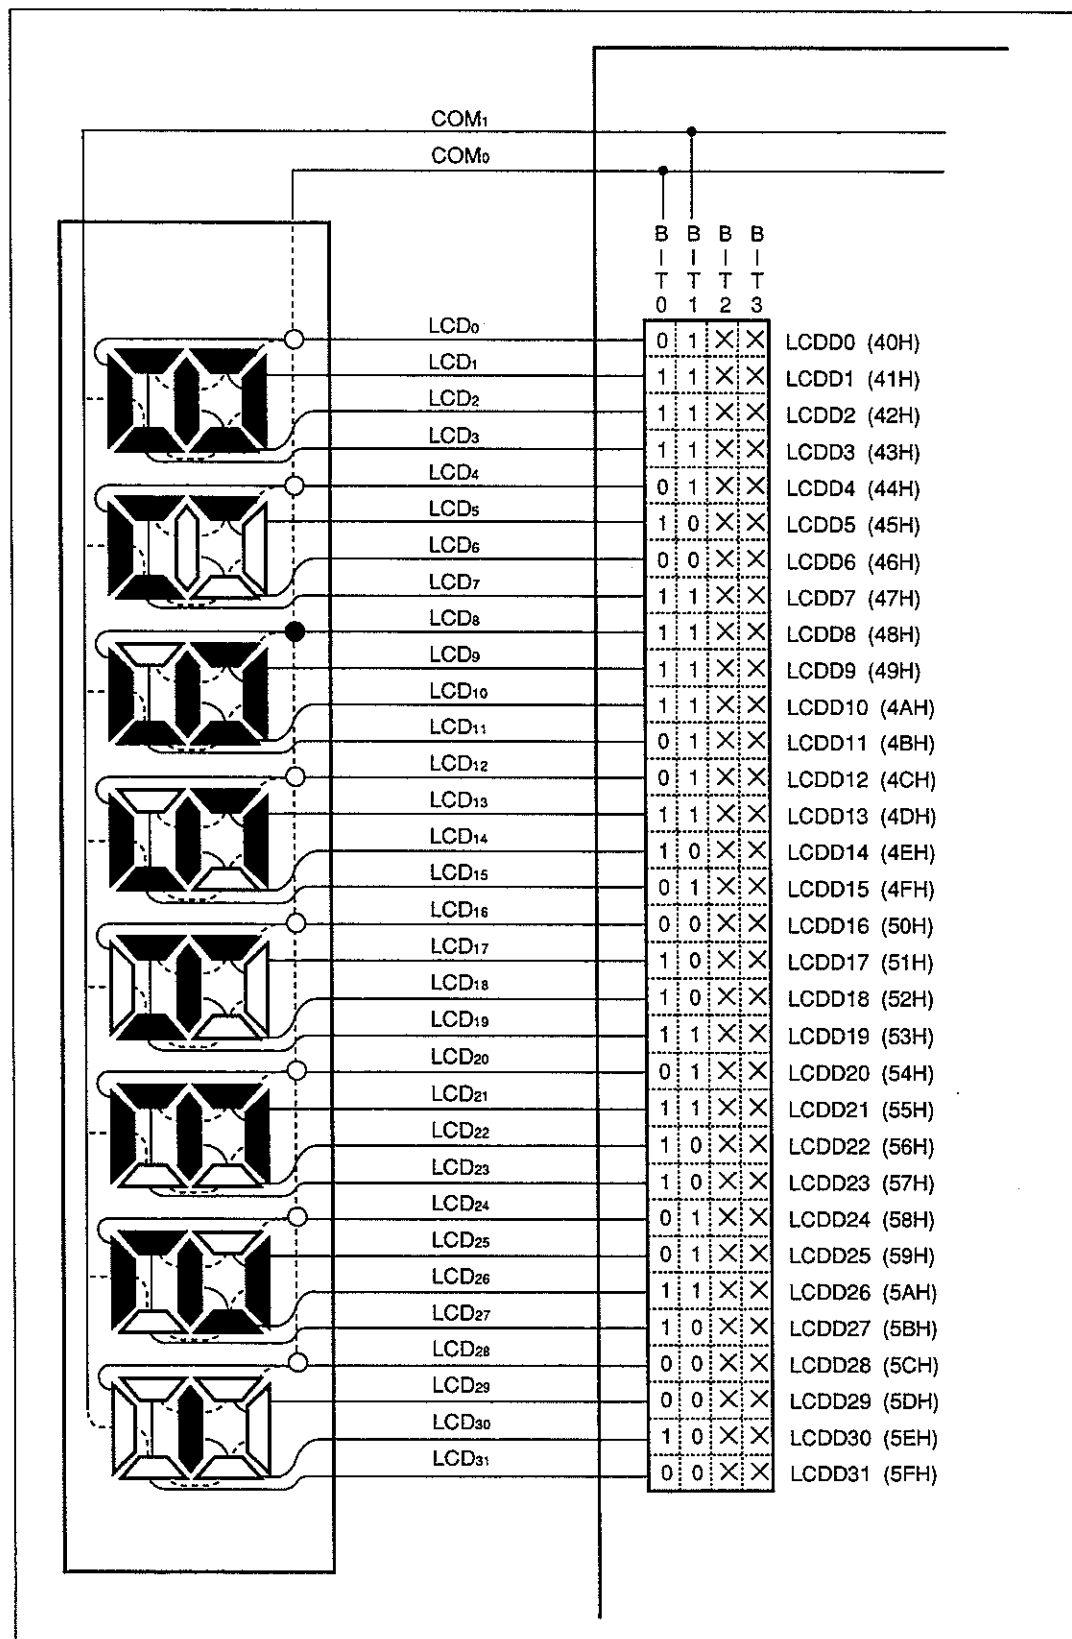 COM₁
COM₀
BIT0 BIT1 BIT2 BIT3
LCD₀ 0 1 X X LCDD0 (40H)
LCD₁ 1 1 X X LCDD1 (41H)
LCD₂ 1 1 X X LCDD2 (42H)
LCD₃ 1 1 X X LCDD3 (43H)
LCD₄ 0 1 X X LCDD4 (44H)
LCD₅ 1 0 X X LCDD5 (45H)
LCD₆ 0 0 X X LCDD6 (46H)
LCD₇ 1 1 X X LCDD7 (47H)
LCD₈ 1 1 X X LCDD8 (48H)
LCD₉ 1 1 X X LCDD9 (49H)
LCD₁₀ 1 1 X X LCDD10 (4AH)
LCD₁₁ 0 1 X X LCDD11 (4BH)
LCD₁₂ 0 1 X X LCDD12 (4CH)
LCD₁₃ 1 1 X X LCDD13 (4DH)
LCD₁₄ 1 0 X X LCDD14 (4EH)
LCD₁₅ 0 1 X X LCDD15 (4FH)
LCD₁₆ 0 0 X X LCDD16 (50H)
LCD₁₇ 1 0 X X LCDD17 (51H)
LCD₁₈ 1 0 X X LCDD18 (52H)
LCD₁₉ 1 1 X X LCDD19 (53H)
LCD₂₀ 0 1 X X LCDD20 (54H)
LCD₂₁ 1 1 X X LCDD21 (55H)
LCD₂₂ 1 0 X X LCDD22 (56H)
LCD₂₃ 1 0 X X LCDD23 (57H)
LCD₂₄ 0 1 X X LCDD24 (58H)
LCD₂₅ 0 1 X X LCDD25 (59H)
LCD₂₆ 1 1 X X LCDD26 (5AH)
LCD₂₇ 1 0 X X LCDD27 (5BH)
LCD₂₈ 0 0 X X LCDD28 (5CH)
LCD₂₉ 0 0 X X LCDD29 (5DH)
LCD₃₀ 1 0 X X LCDD30 (5EH)
LCD₃₁ 0 0 X X LCDD31 (5FH)